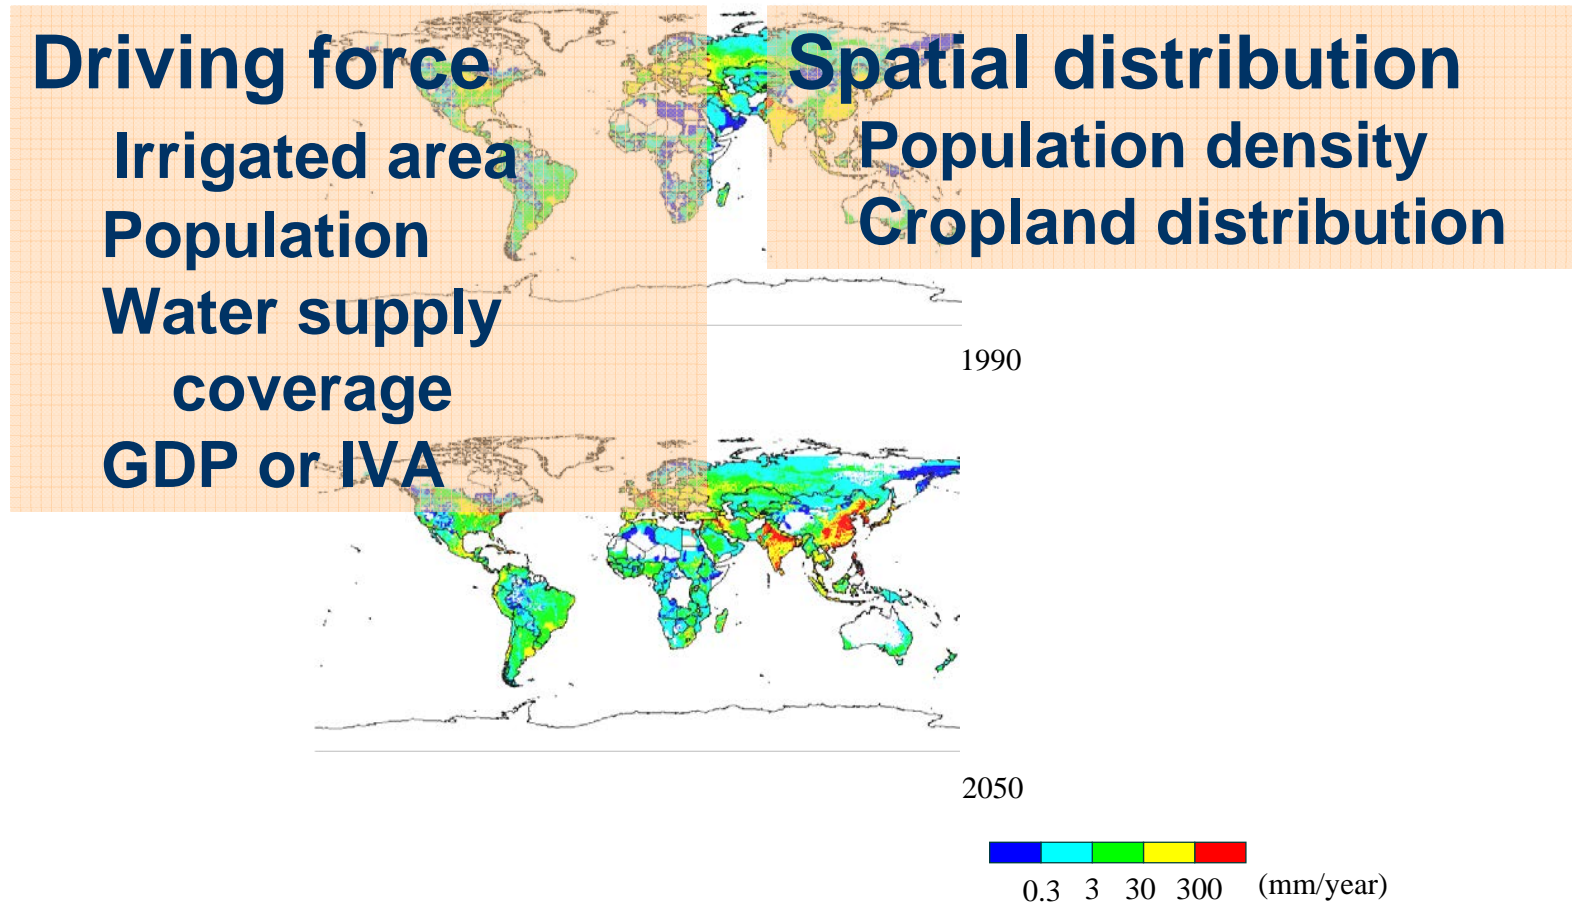 Driving force
Irrigated area
Population
Water supply
coverage
GDP or IVA
Spatial distribution
Population density
Cropland distribution
1990
2050
0.3 3 30 300 (mm/year)